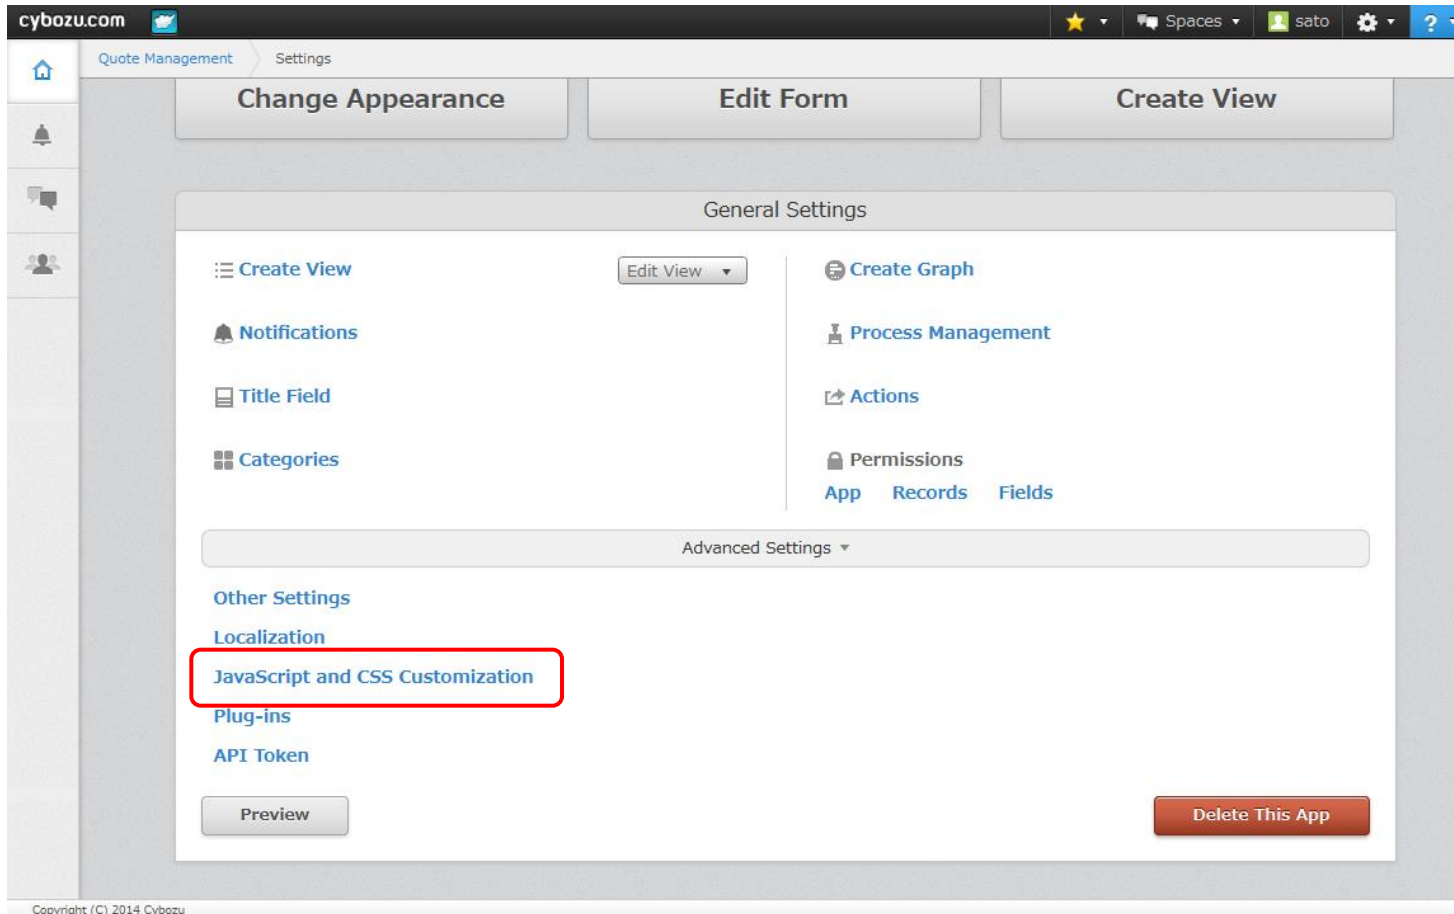 cybozu.com
Spaces sato ?
Quote Management Settings
Change Appearance Edit Form Create View
General Settings
Create View Edit View Create Graph
Notifications Process Management
Title Field Actions
Categories Permissions
App Records Fields
Advanced Settings
Other Settings
Localization
JavaScript and CSS Customization
Plug-ins
API Token
Preview Delete This App
Copyright (C) 2014 Cybozu